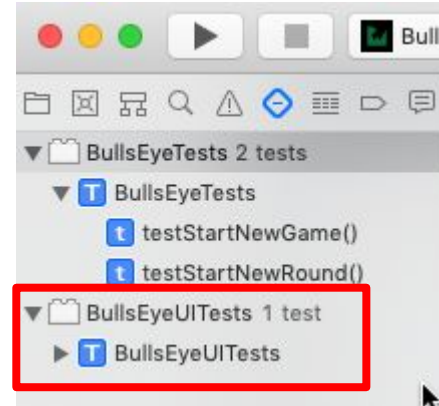 Bull
BullsEyeTests 2 tests
T BullsEyeTests
t testStartNewGame()
t testStartNewRound()
BullsEyeUITests 1 test
T BullsEyeUITests